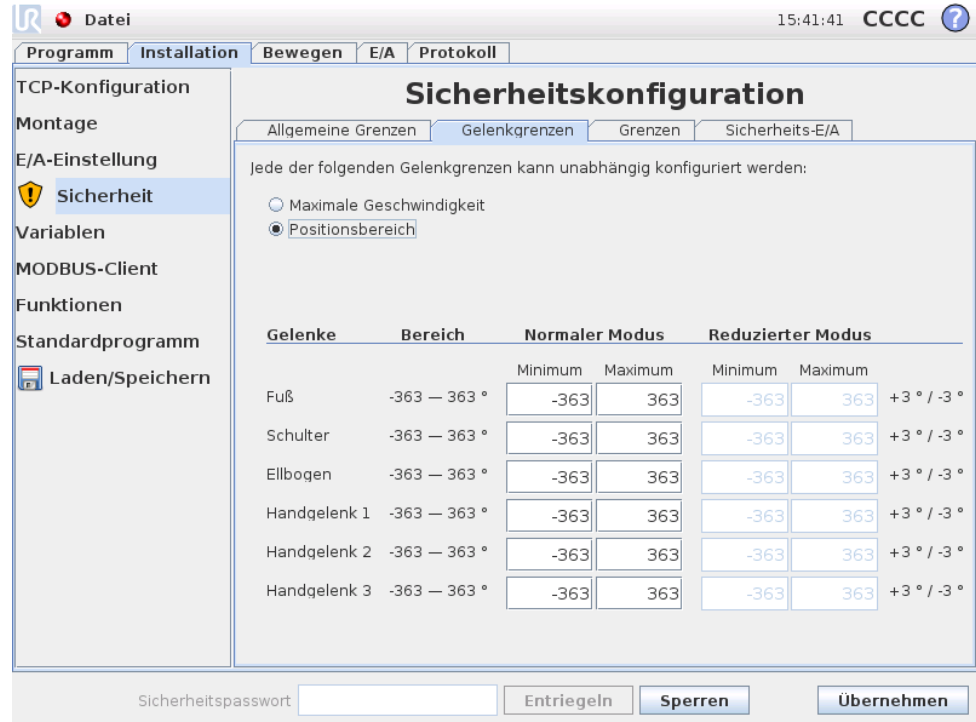 UR Datei 15:41:41 CCCC ?
Programm Installation Bewegen E/A Protokoll
TCP-Konfiguration
Montage
E/A-Einstellung
Sicherheit
Variablen
MODBUS-Client
Funktionen
Standardprogramm
Laden/Speichern
Sicherheitskonfiguration
Allgemeine Grenzen Gelenkgrenzen Grenzen Sicherheits-E/A
Jede der folgenden Gelenkgrenzen kann unabhängig konfiguriert werden:
Maximale Geschwindigkeit
Positionsbereich
Gelenke Bereich Normaler Modus Reduzierter Modus
Minimum Maximum Minimum Maximum
Fuß -363 — 363 ° -363 363 -363 363 +3 ° / -3 °
Schulter -363 — 363 ° -363 363 -363 363 +3 ° / -3 °
Ellbogen -363 — 363 ° -363 363 -363 363 +3 ° / -3 °
Handgelenk 1 -363 — 363 ° -363 363 -363 363 +3 ° / -3 °
Handgelenk 2 -363 — 363 ° -363 363 -363 363 +3 ° / -3 °
Handgelenk 3 -363 — 363 ° -363 363 -363 363 +3 ° / -3 °
Sicherheitspasswort Entriegeln Sperren Übernehmen